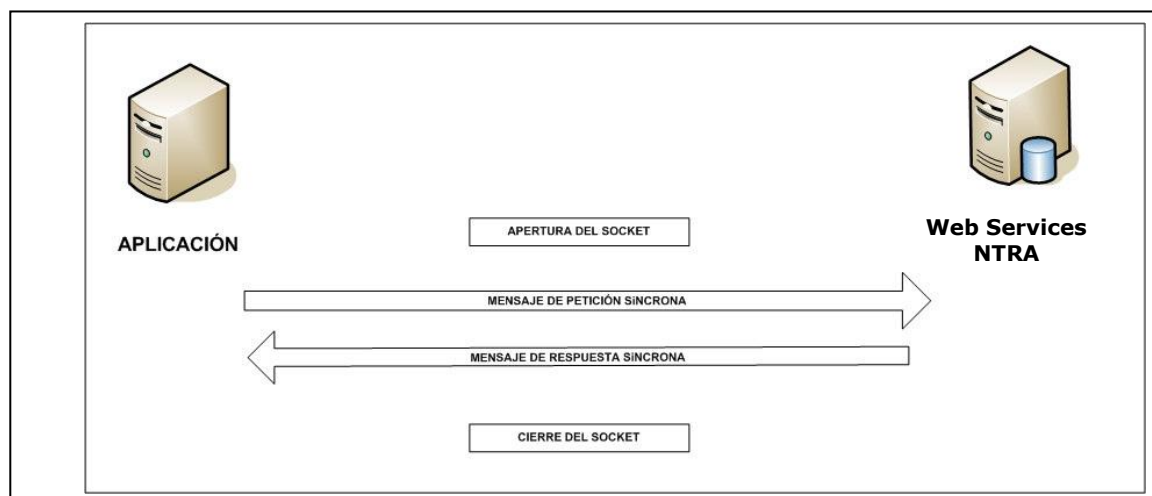 APLICACIÓN
Web Services
NTRA
APERTURA DEL SOCKET
MENSAJE DE PETICIÓN SíNCRONA
MENSAJE DE RESPUESTA SíNCRONA
CIERRE DEL SOCKET